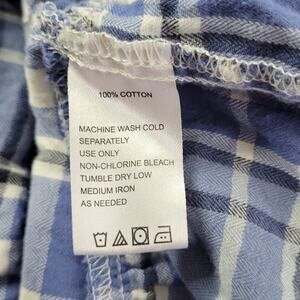 100% COTTON
MACHINE WASH COLD
SEPARATELY
USE ONLY
NON-CHLORINE BLEACH
TUMBLE DRY LOW
MEDIUM IRON
AS NEEDED